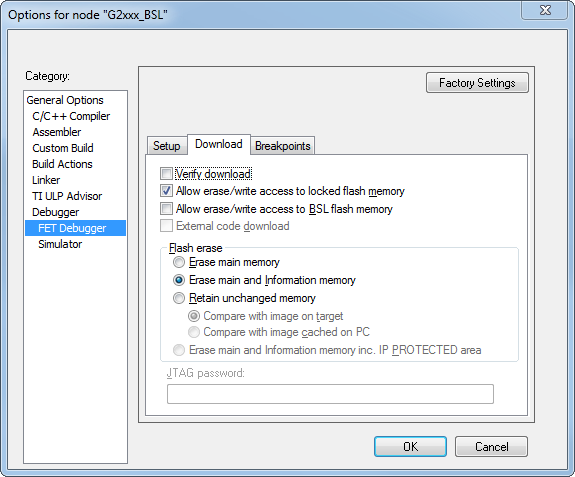 Options for node "G2xxx_BSL"
Category:
Factory Settings
General Options
C/C++ Compiler
Assembler
Custom Build
Build Actions
Linker
TI ULP Advisor
Debugger
FET Debugger
Simulator
Setup Download Breakpoints
Verify download
Allow erase/write access to locked flash memory
Allow erase/write access to BSL flash memory
External code download
Flash erase
Erase main memory
Erase main and Information memory
Retain unchanged memory
Compare with image on target
Compare with image cached on PC
Erase main and Information memory inc. IP PROTECTED area
JTAG password:
OK Cancel